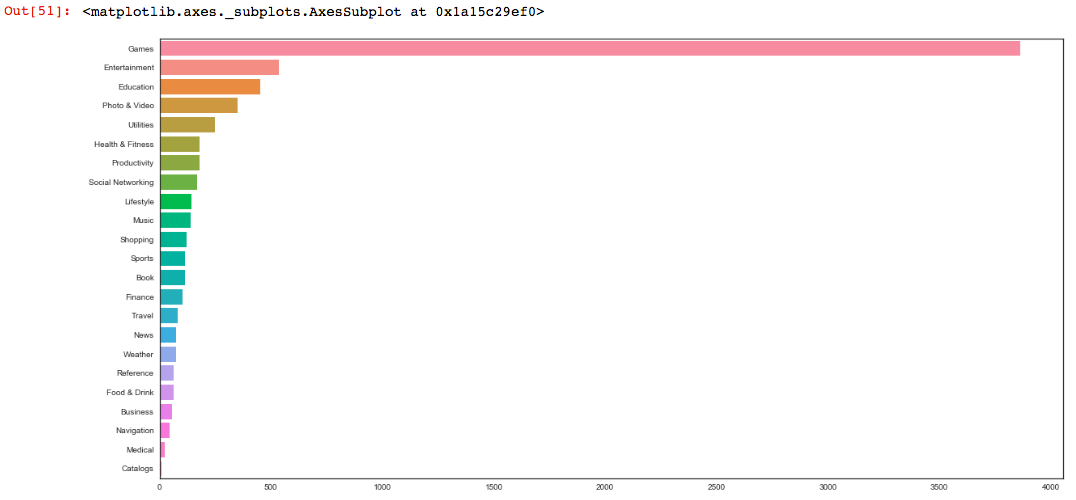 Out[51]: <matplotlib.axes._subplots.AxesSubplot at 0x1a15c29ef0>
Games
Entertainment
Education
Photo & Video
Utilities
Health & Fitness
Productivity
Social Networking
Lifestyle
Music
Shopping
Sports
Book
Finance
Travel
News
Weather
Reference
Food & Drink
Business
Navigation
Medical
Catalogs
0 500 1000 1500 2000 2500 3000 3500 4000